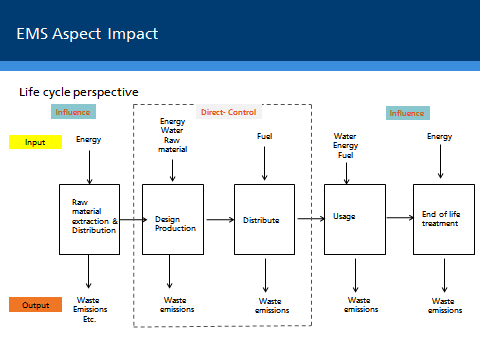 EMS Aspect Impact
Life cycle perspective
Influence
Direct- Control
Influence
Input
Energy
Energy
Water
Raw
material
Fuel
Water
Energy
Fuel
Energy
Raw
material
extraction &
Distribution
Design
Production
Distribute
Usage
End of life
treatment
Output
Waste
Emissions
Etc.
Waste
emissions
Waste
emissions
Waste
emissions
Waste
emissions